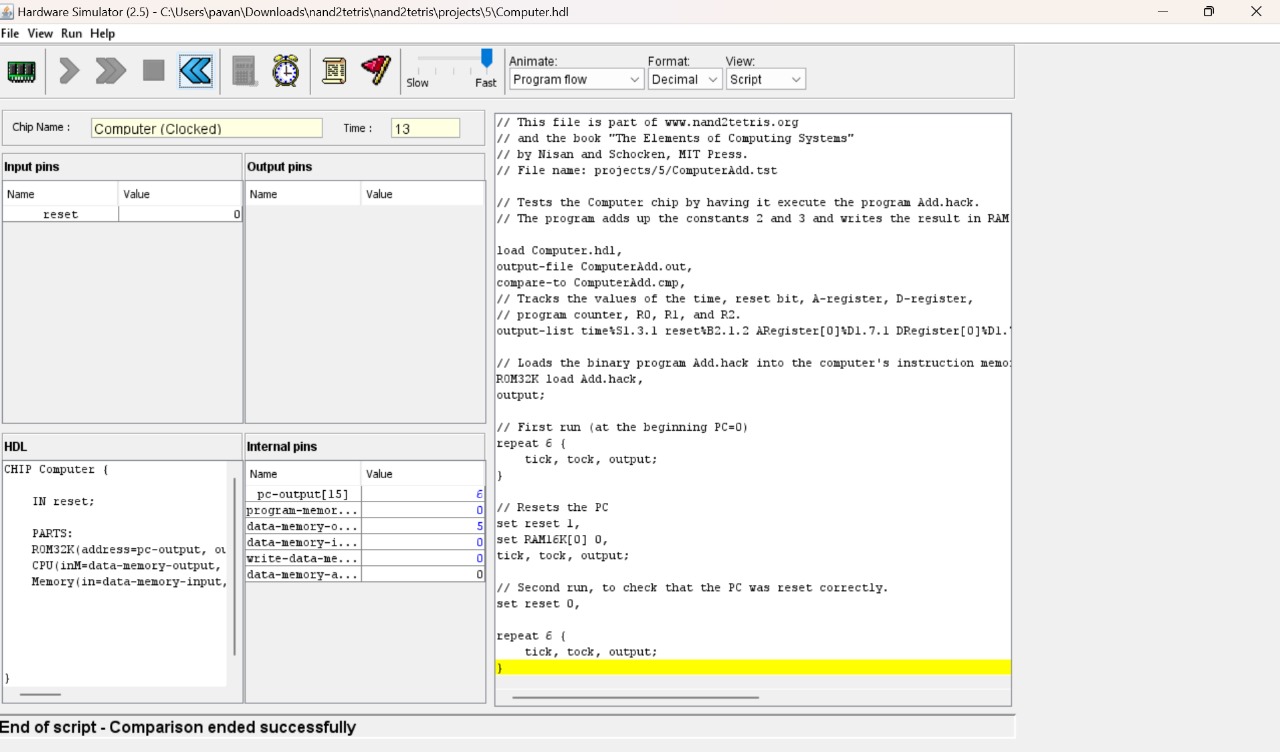 Hardware Simulator (2.5) - C:\Users\pavan\Downloads\nand2tetris\nand2tetris\projects\5\Computer.hdl
File View Run Help
Slow Fast
Animate: Format: View:
Program flow Decimal Script
Chip Name : Computer (Clocked) Time : 13
Input pins
Name Value
reset 0
Output pins
Name Value
HDL
CHIP Computer {
IN reset;
PARTS:
ROM32K(address=pc-output, ou
CPU(inM=data-memory-output,
Memory(in=data-memory-input,
}
Internal pins
Name Value
pc-output[15] 6
program-memor... 0
data-memory-o... 5
data-memory-i... 0
write-data-me... 0
data-memory-a... 0
// This file is part of www.nand2tetris.org
// and the book "The Elements of Computing Systems"
// by Nisan and Schocken, MIT Press.
// File name: projects/5/ComputerAdd.tst
// Tests the Computer chip by having it execute the program Add.hack.
// The program adds up the constants 2 and 3 and writes the result in RAM
load Computer.hdl,
output-file ComputerAdd.out,
compare-to ComputerAdd.cmp,
// Tracks the values of the time, reset bit, A-register, D-register,
// program counter, R0, R1, and R2.
output-list time%S1.3.1 reset%B2.1.2 ARegister[0]%D1.7.1 DRegister[0]%D1.7
// Loads the binary program Add.hack into the computer's instruction memo
ROM32K load Add.hack,
output;
// First run (at the beginning PC=0)
repeat 6 {
tick, tock, output;
}
// Resets the PC
set reset 1,
set RAM16K[0] 0,
tick, tock, output;
// Second run, to check that the PC was reset correctly.
set reset 0,
repeat 6 {
tick, tock, output;
}
End of script - Comparison ended successfully